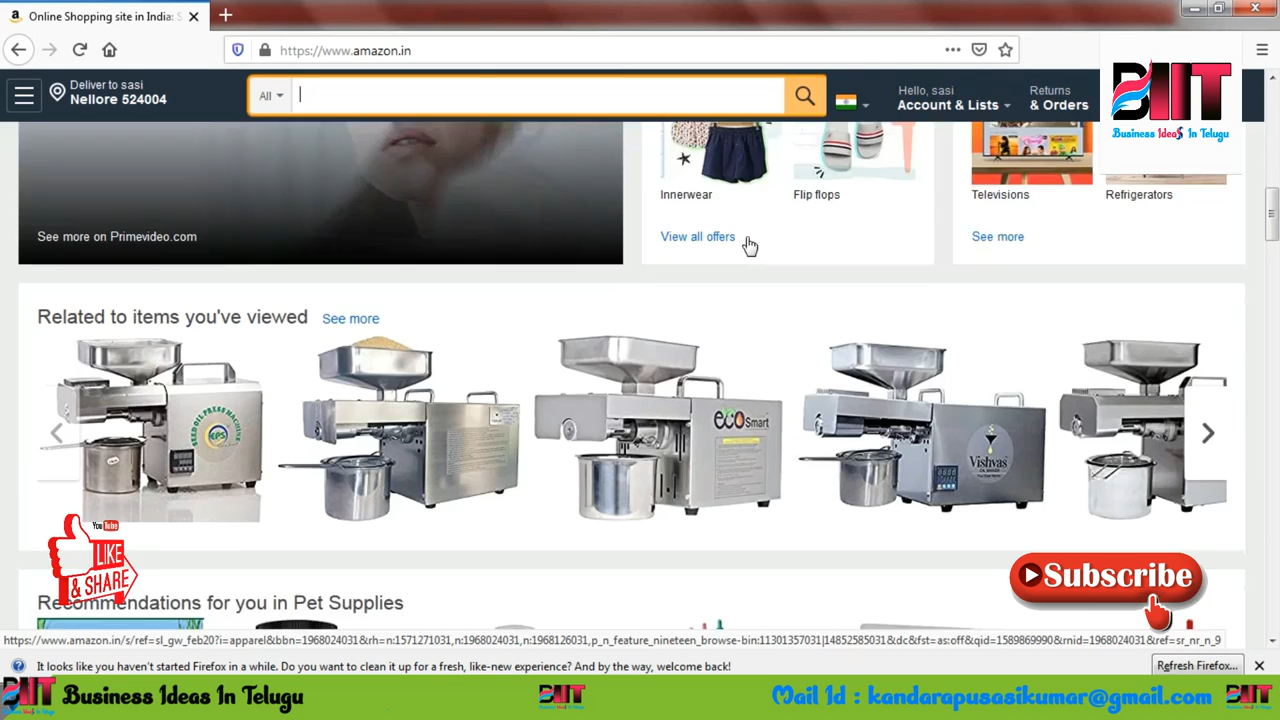 Online Shopping site in India: S
https://www.amazon.in
Deliver to sasi
Nellore 524004
All
Hello, sasi
Account & Lists
Returns
& Orders
BIIT
Business IdeaS In Telugu
Innerwear
Flip flops
Televisions
Refrigerators
See more on Primevideo.com
View all offers
See more
Related to items you've viewed
See more
SEED OIL PRESS MACHINE
EPS
eco Smart
Vishvas
YouTube
LIKE
& SHARE
Subscribe
Recommendations for you in Pet Supplies
https://www.amazon.in/s/ref=sl_gw_feb20?i=apparel&bbn=1968024031&rh=n:1571271031,n:1968024031,n:1968126031,p_n_feature_nineteen_browse-bin:11301357031|14852585031&dc&fst=as:off&qid=1589869990&rnid=1968024031&ref=sr_nr_n_9
It looks like you haven't started Firefox in a while. Do you want to clean it up for a fresh, like-new experience? And by the way, welcome back!
Refresh Firefox...
BIIT
Business Ideas In Telugu
BIIT
Mail Id : kandarapusasikumar@gmail.com
BIIT